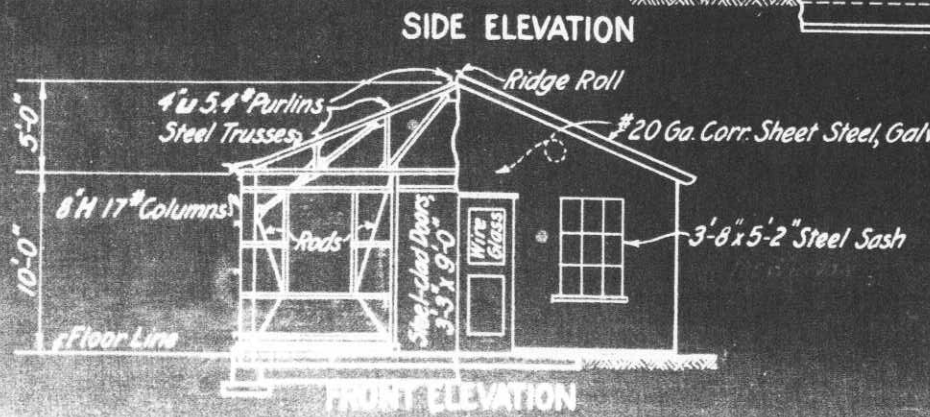 SIDE ELEVATION
Ridge Roll
4"⊔ 5.4# Purlins
Steel Trusses
#20 Ga. Corr. Sheet Steel, Galv
5'-0"
8"H 17# Columns
Rods
Steel-clad Doors,
3'-3" x 9'-0"
Wire
Glass
3'-8" x 5'-2" Steel Sash
10'-0"
Floor Line
FRONT ELEVATION